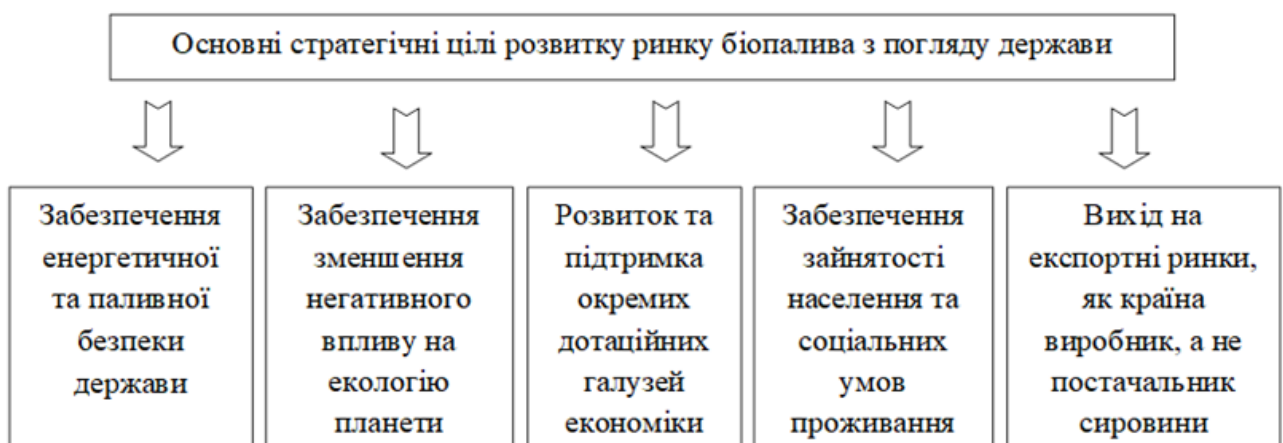 Основні стратегічні цілі розвитку ринку біопалива з погляду держави
Забезпечення
енергетичної
та паливної
безпеки
держави
Забезпечення
зменшення
негативного
впливу на
екологію
планети
Розвиток та
підтримка
окремих
дотаційних
галузей
економіки
Забезпечення
зайнятості
населення та
соціальних
умов
проживання
Вихід на
експортні ринки,
як країна
виробник, а не
постачальник
сировини